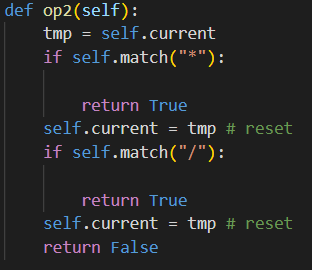 def op2(self):
    tmp = self.current
    if self.match("*"):

        return True
    self.current = tmp # reset
    if self.match("/"):

        return True
    self.current = tmp # reset
    return False